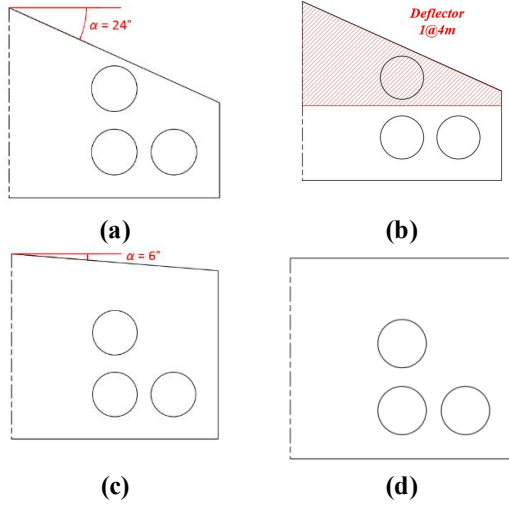 α = 24°
Deflector
1@4m
(a)
(b)
α = 6°
(c)
(d)